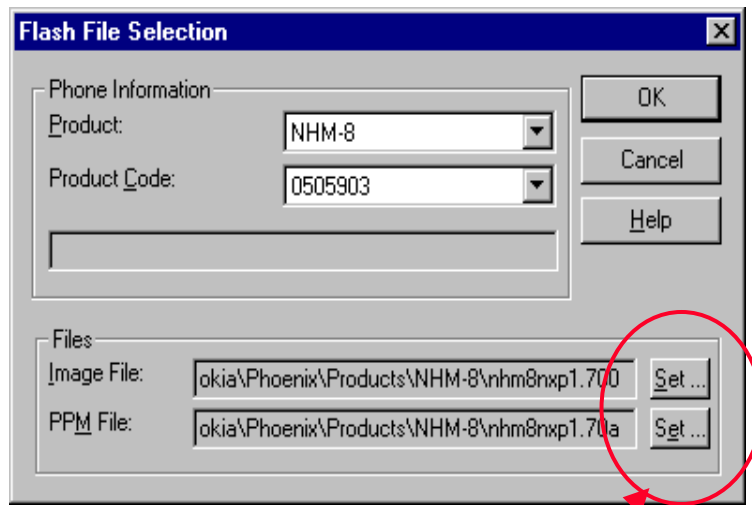 Flash File Selection
Phone Information
Product:
NHM-8
Product Code:
0505903
OK
Cancel
Help
Files
Image File:
okia\Phoenix\Products\NHM-8\nhm8nxp1.700
Set ...
PPM File:
okia\Phoenix\Products\NHM-8\nhm8nxp1.70a
Set ...